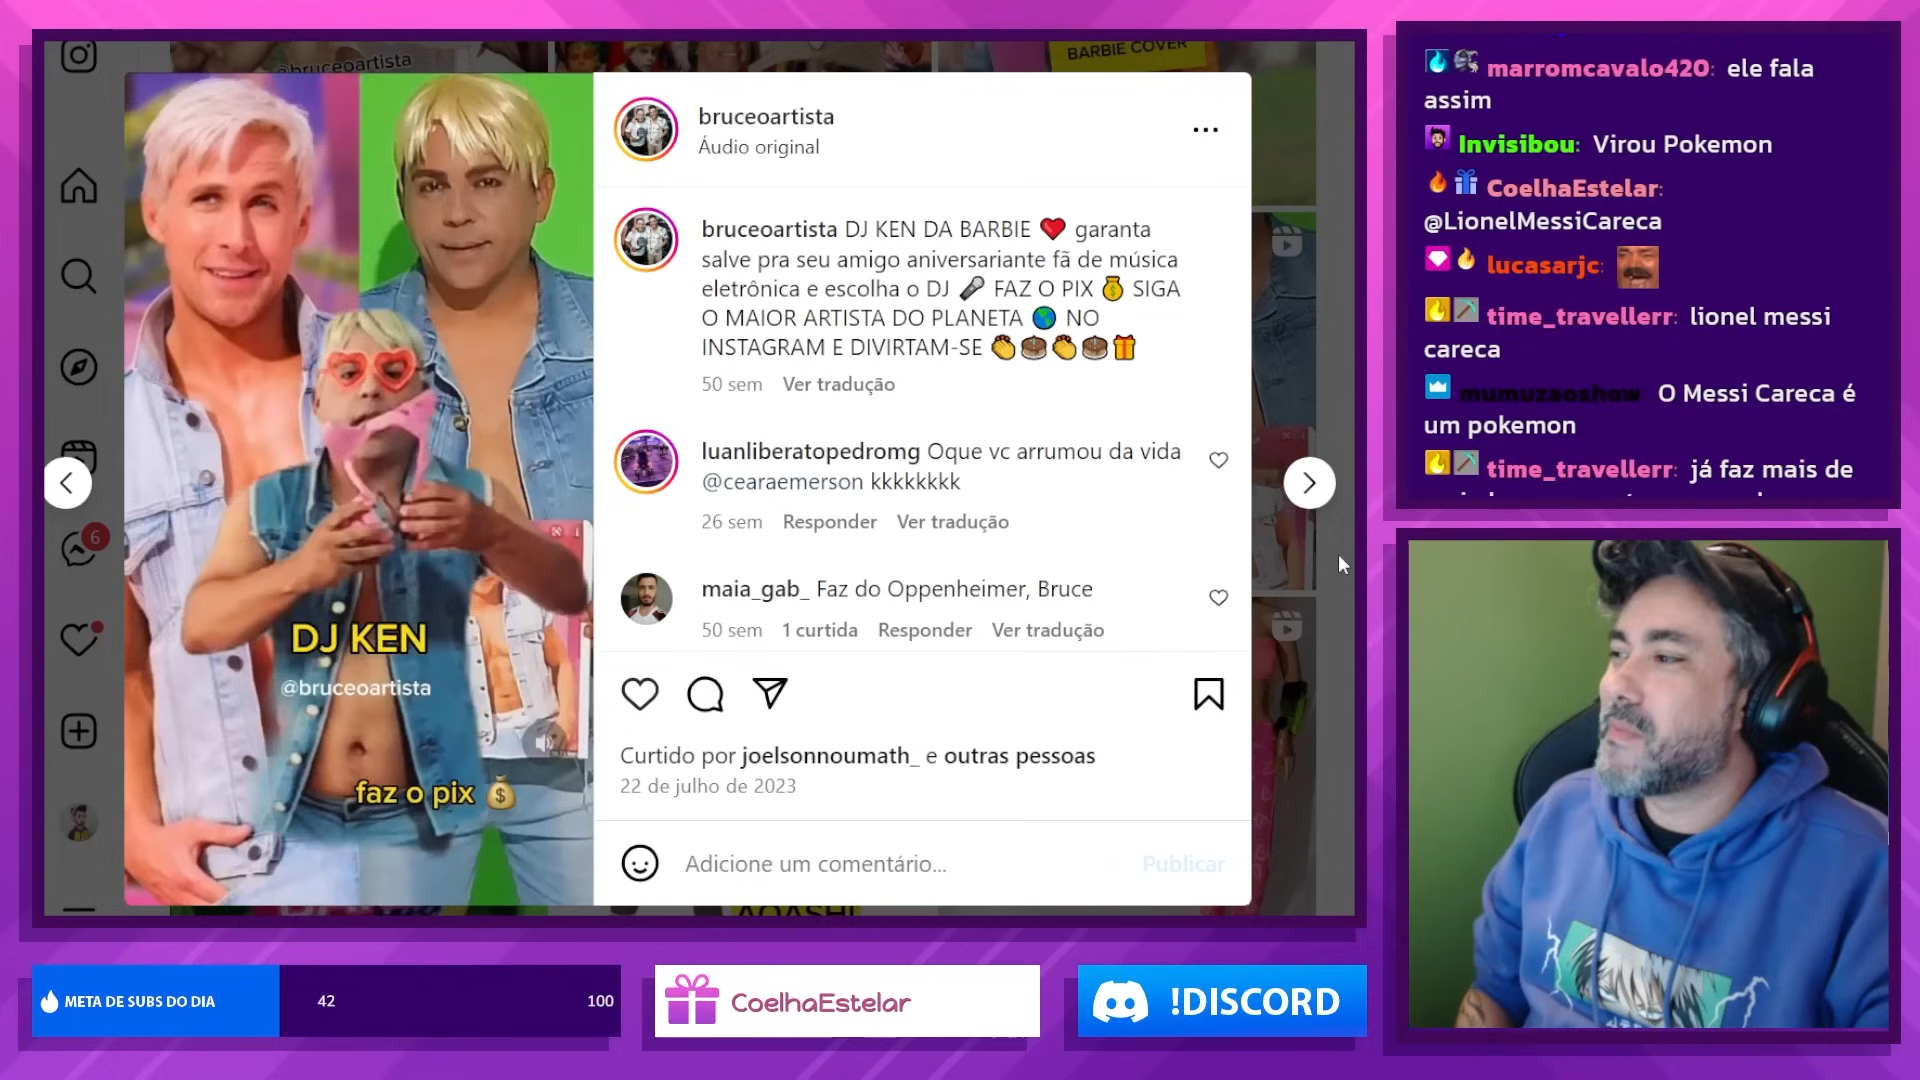 @bruceoartista
BARBIE COVER
bruceoartista
Áudio original
bruceoartista DJ KEN DA BARBIE ❤️ garanta
salve pra seu amigo aniversariante fã de música
eletrônica e escolha o DJ 🎤 FAZ O PIX 💰 SIGA
O MAIOR ARTISTA DO PLANETA 🌎 NO
INSTAGRAM E DIVIRTAM-SE 👏🎂👏🎂🎁
50 sem Ver tradução
luanliberatopedromg Oque vc arrumou da vida
@cearaemerson kkkkkkkk
26 sem Responder Ver tradução
maia_gab_ Faz do Oppenheimer, Bruce
50 sem 1 curtida Responder Ver tradução
Curtido por joelsonnoumath_ e outras pessoas
22 de julho de 2023
Adicione um comentário...
Publicar
6
DJ KEN
@bruceoartista
faz o pix 💰
marromcavalo420: ele fala
assim
Invisibou: Virou Pokemon
CoelhaEstelar:
@LionelMessiCareca
lucasarjc:
time_travellerr: lionel messi
careca
mumuzaoshow O Messi Careca é
um pokemon
time_travellerr: já faz mais de
META DE SUBS DO DIA
42
100
CoelhaEstelar
!DISCORD